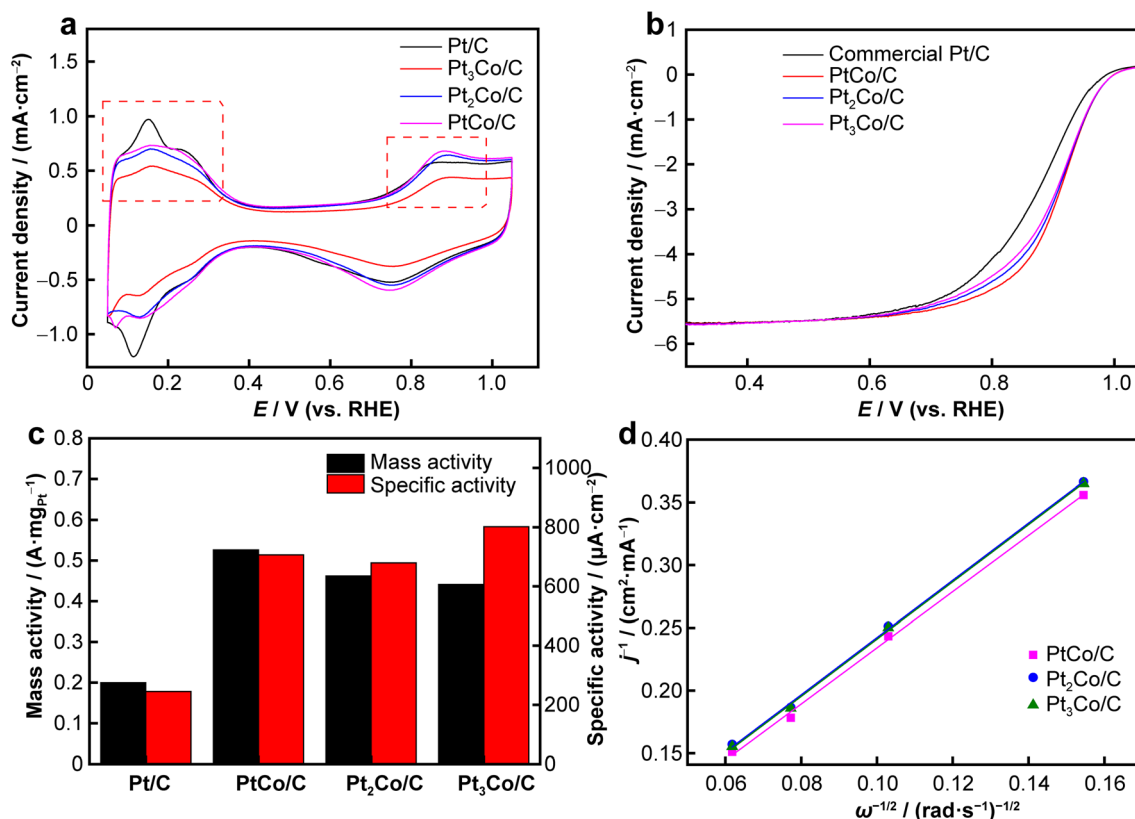 a
Pt/C
Pt₃Co/C
Pt₂Co/C
PtCo/C
1.5
1.0
0.5
0
−0.5
−1.0
Current density / (mA·cm⁻²)
0
0.2
0.4
0.6
0.8
1.0
E / V (vs. RHE)
b
Commercial Pt/C
PtCo/C
Pt₂Co/C
Pt₃Co/C
0
−1
−2
−3
−4
−5
−6
Current density / (mA·cm⁻²)
0.4
0.6
0.8
1.0
E / V (vs. RHE)
c
Mass activity
Specific activity
0.8
0.7
0.6
0.5
0.4
0.3
0.2
0.1
0
Mass activity / (A·mg_Pt⁻¹)
1000
800
600
400
200
0
Specific activity / (μA·cm⁻²)
Pt/C
PtCo/C
Pt₂Co/C
Pt₃Co/C
d
0.40
0.35
0.30
0.25
0.20
0.15
j⁻¹ / (cm²·mA⁻¹)
PtCo/C
Pt₂Co/C
Pt₃Co/C
0.06
0.08
0.10
0.12
0.14
0.16
ω⁻¹/² / (rad·s⁻¹)⁻¹/²